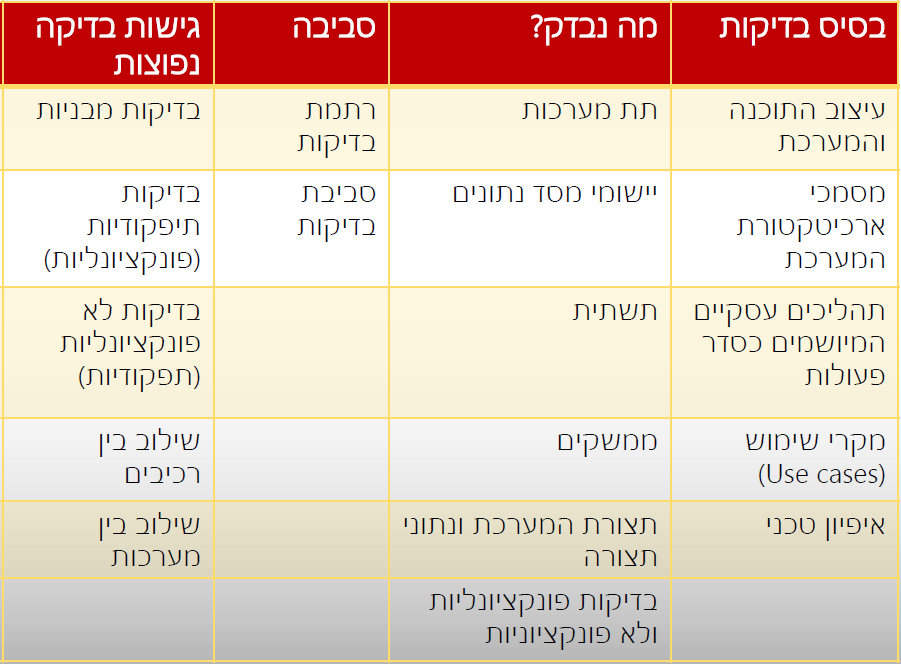 בסיס בדיקות
מה נבדק?
סביבה
גישות בדיקה
נפוצות
עיצוב התוכנה
והמערכת
תת מערכות
רתמת
בדיקות
בדיקות מבניות
מסמכי
ארכיטקטורת
המערכת
יישומי מסד נתונים
סביבת
בדיקות
בדיקות
תיפקודיות
(פונקציונליות)
תהליכים עסקיים
המיושמים כסדר
פעולות
תשתית
בדיקות לא
פונקציונליות
(תפקודיות)
מקרי שימוש
(Use cases)
ממשקים
שילוב בין
רכיבים
איפיון טכני
תצורת המערכת ונתוני
תצורה
שילוב בין
מערכות
בדיקות פונקציונליות
ולא פונקציוניות